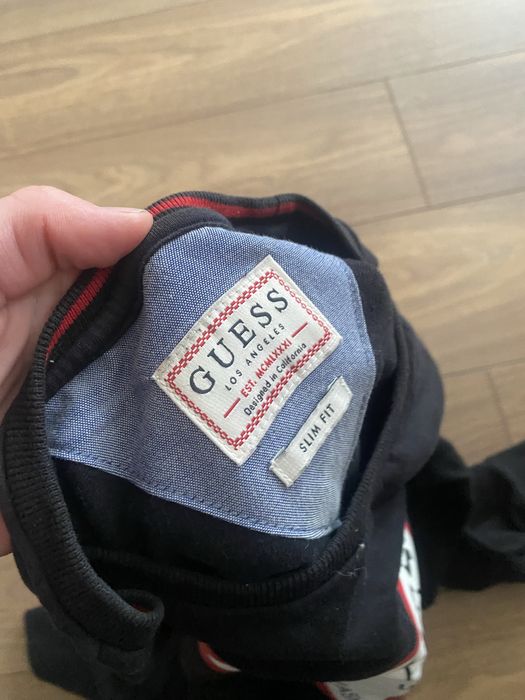 GUESS
LOS ANGELES
EST. MCMLXXXI
Designed in California
SLIM FIT